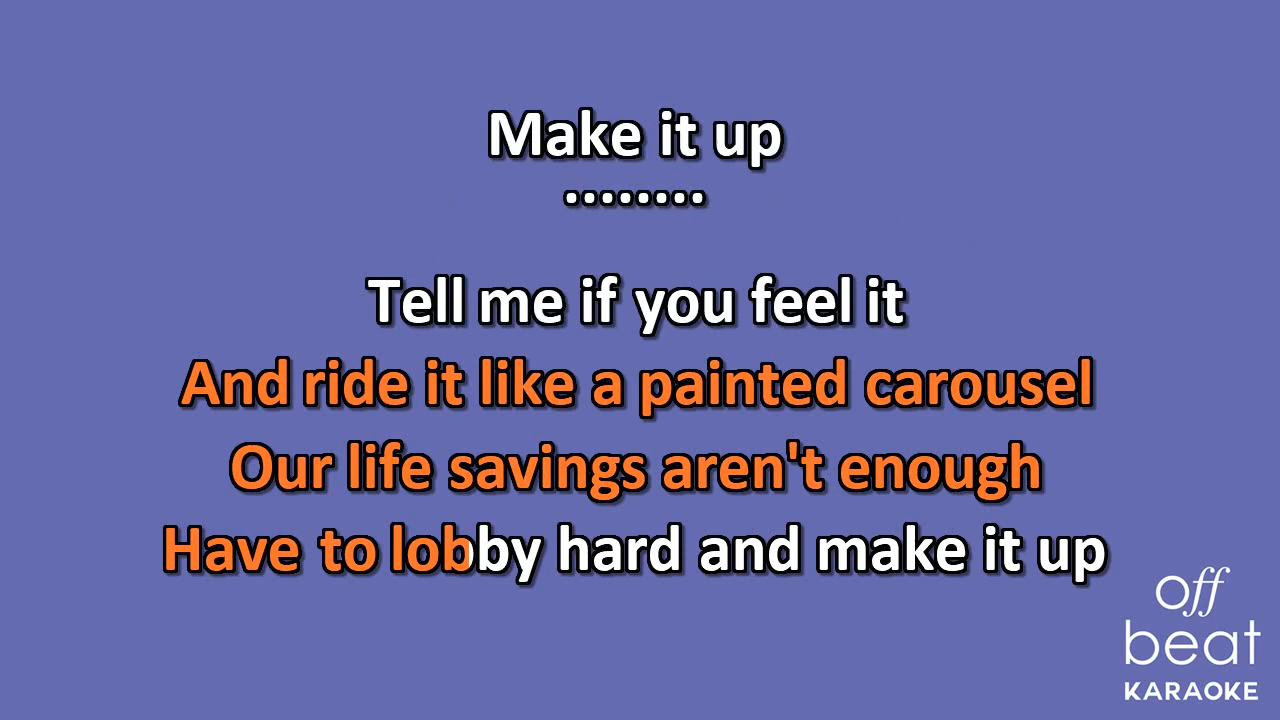 Make it up
........
Tell me if you feel it
And ride it like a painted carousel
Our life savings aren't enough
Have to lobby hard and make it up
off
beat
KARAOKE